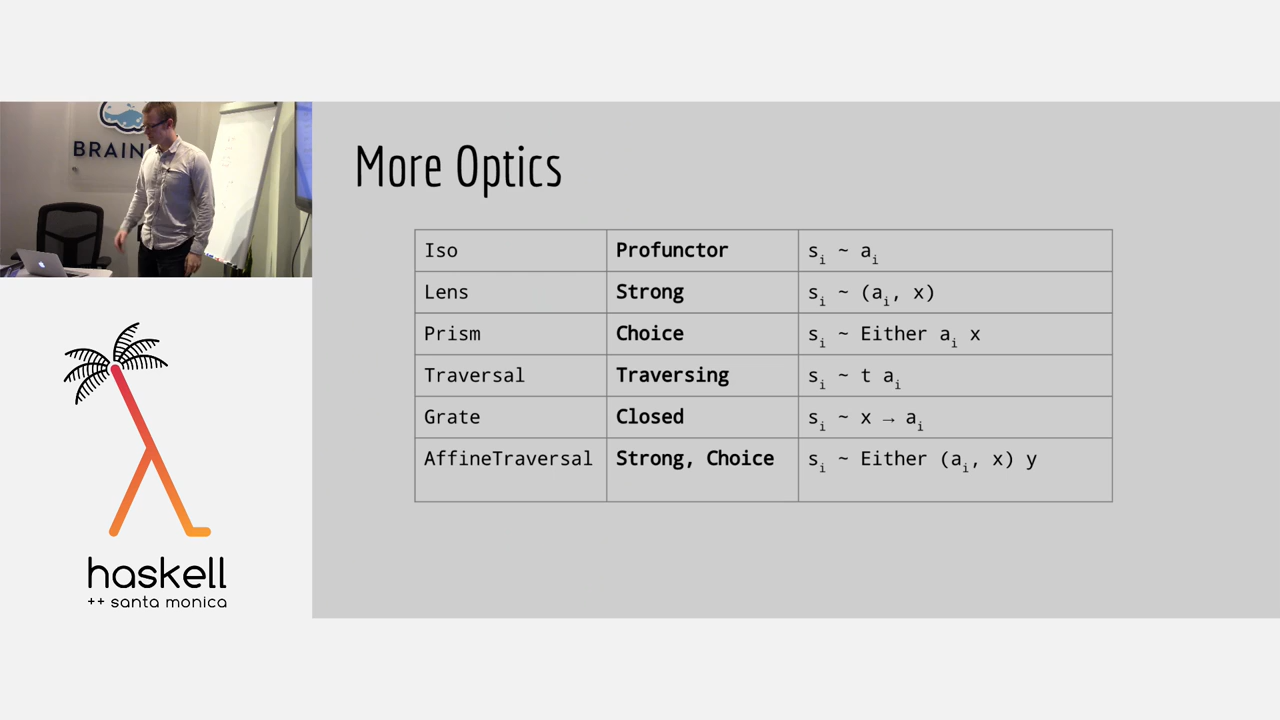 BRAIN
More Optics
Iso Profunctor sᵢ ~ aᵢ
Lens Strong sᵢ ~ (aᵢ, x)
Prism Choice sᵢ ~ Either aᵢ x
Traversal Traversing sᵢ ~ t aᵢ
Grate Closed sᵢ ~ x → aᵢ
AffineTraversal Strong, Choice sᵢ ~ Either (aᵢ, x) y
haskell
++ santa monica